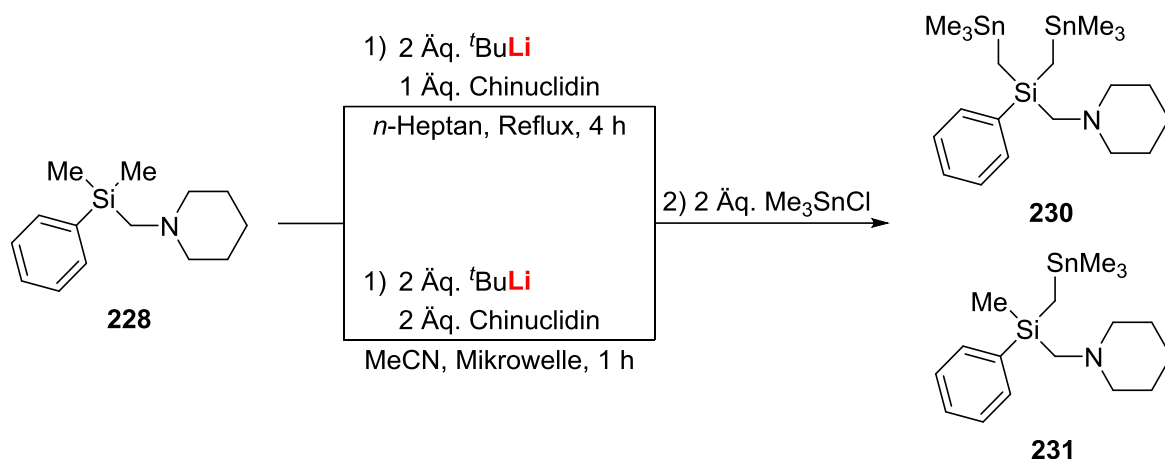 1) 2 Äq. ᵗBuLi
1 Äq. Chinuclidin
n-Heptan, Reflux, 4 h
Me Me
Si
N
228
1) 2 Äq. ᵗBuLi
2 Äq. Chinuclidin
MeCN, Mikrowelle, 1 h
2) 2 Äq. Me₃SnCl
Me₃Sn SnMe₃
Si
N
230
SnMe₃
Me
Si
N
231